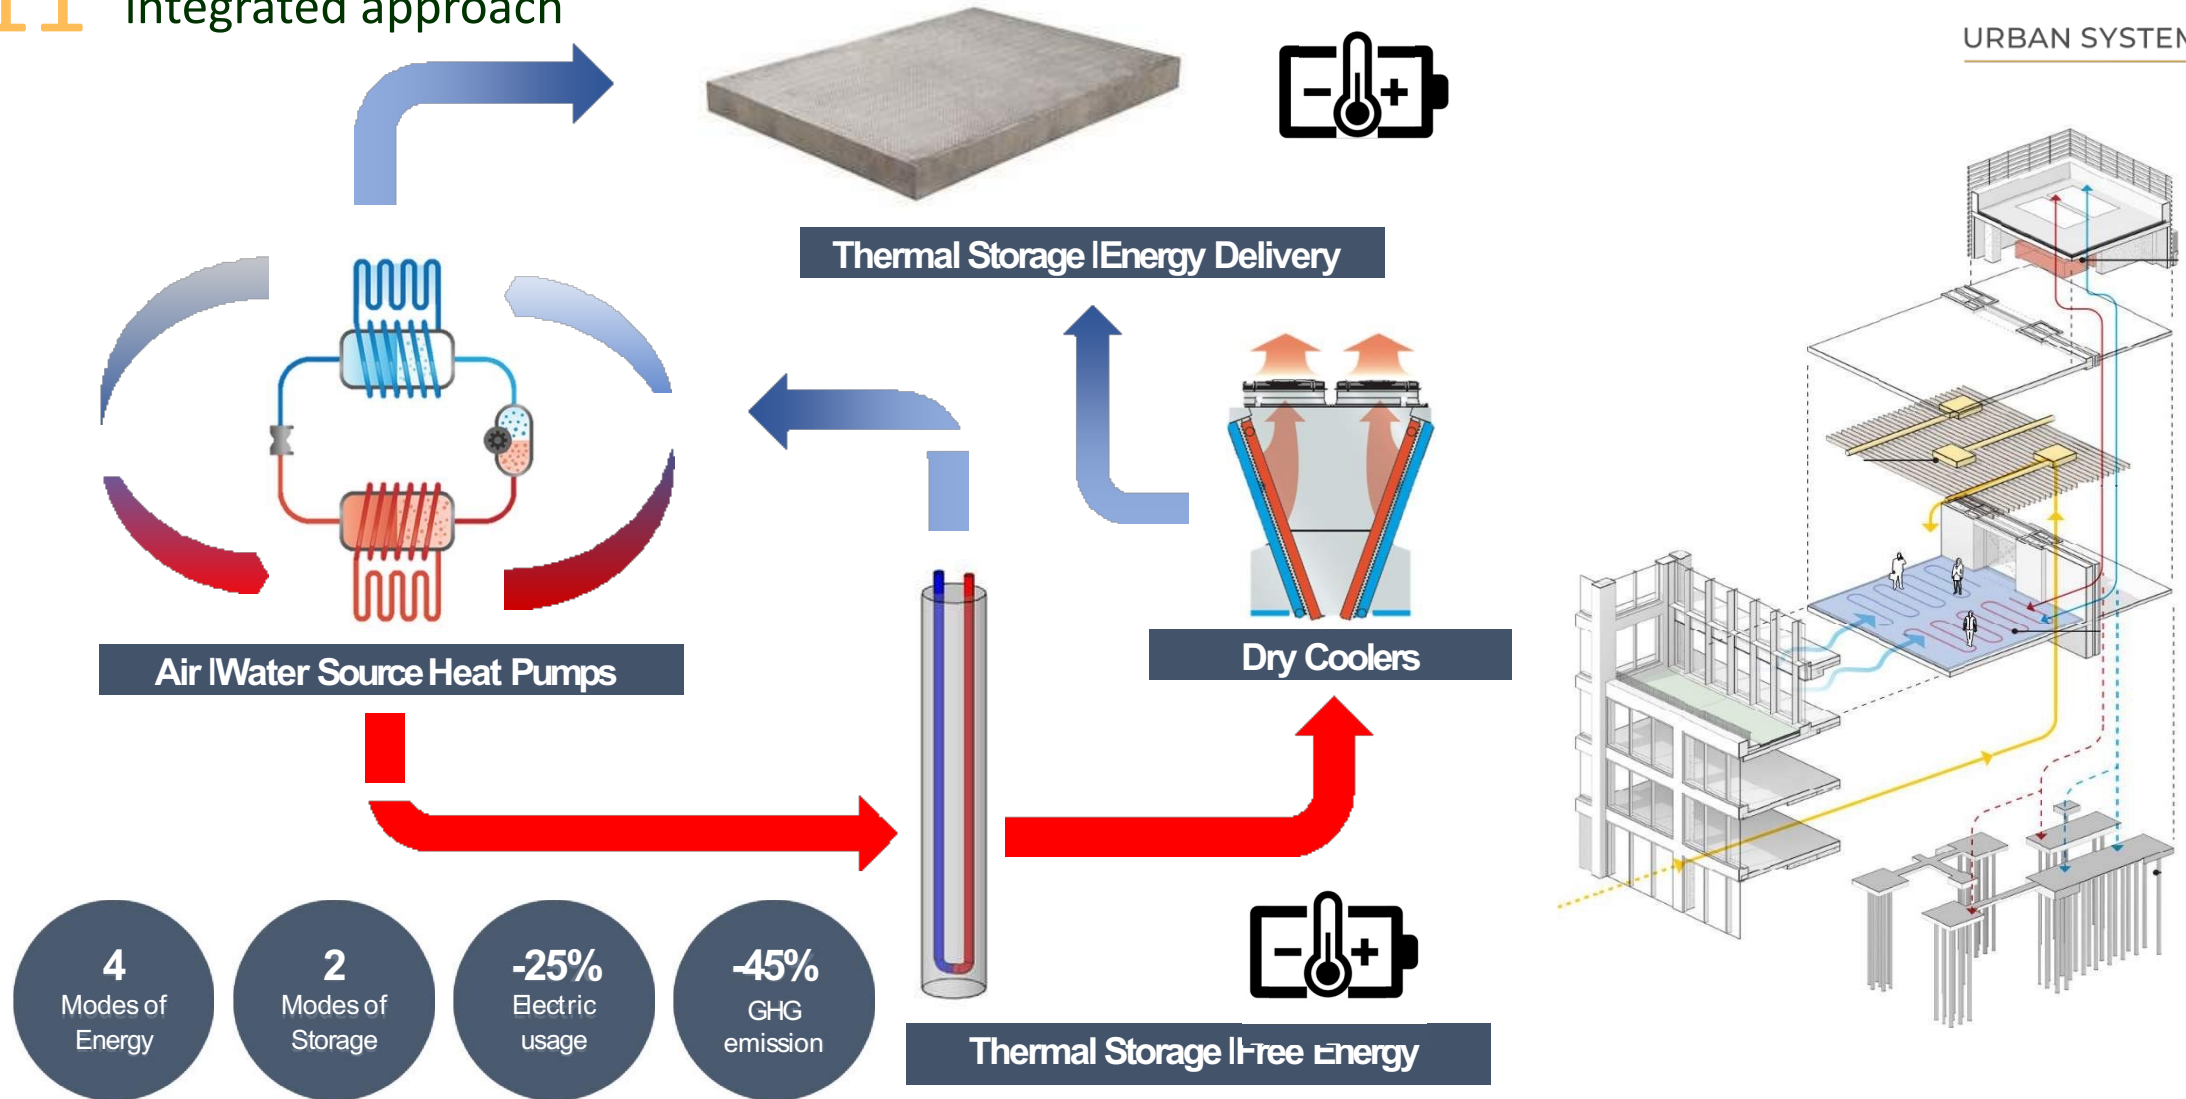 11 Integrated approach
URBAN SYSTEM
Thermal Storage |Energy Delivery
Air |Water Source Heat Pumps
Dry Coolers
4
Modes of
Energy
2
Modes of
Storage
-25%
Electric
usage
-45%
GHG
emission
Thermal Storage |Free Energy